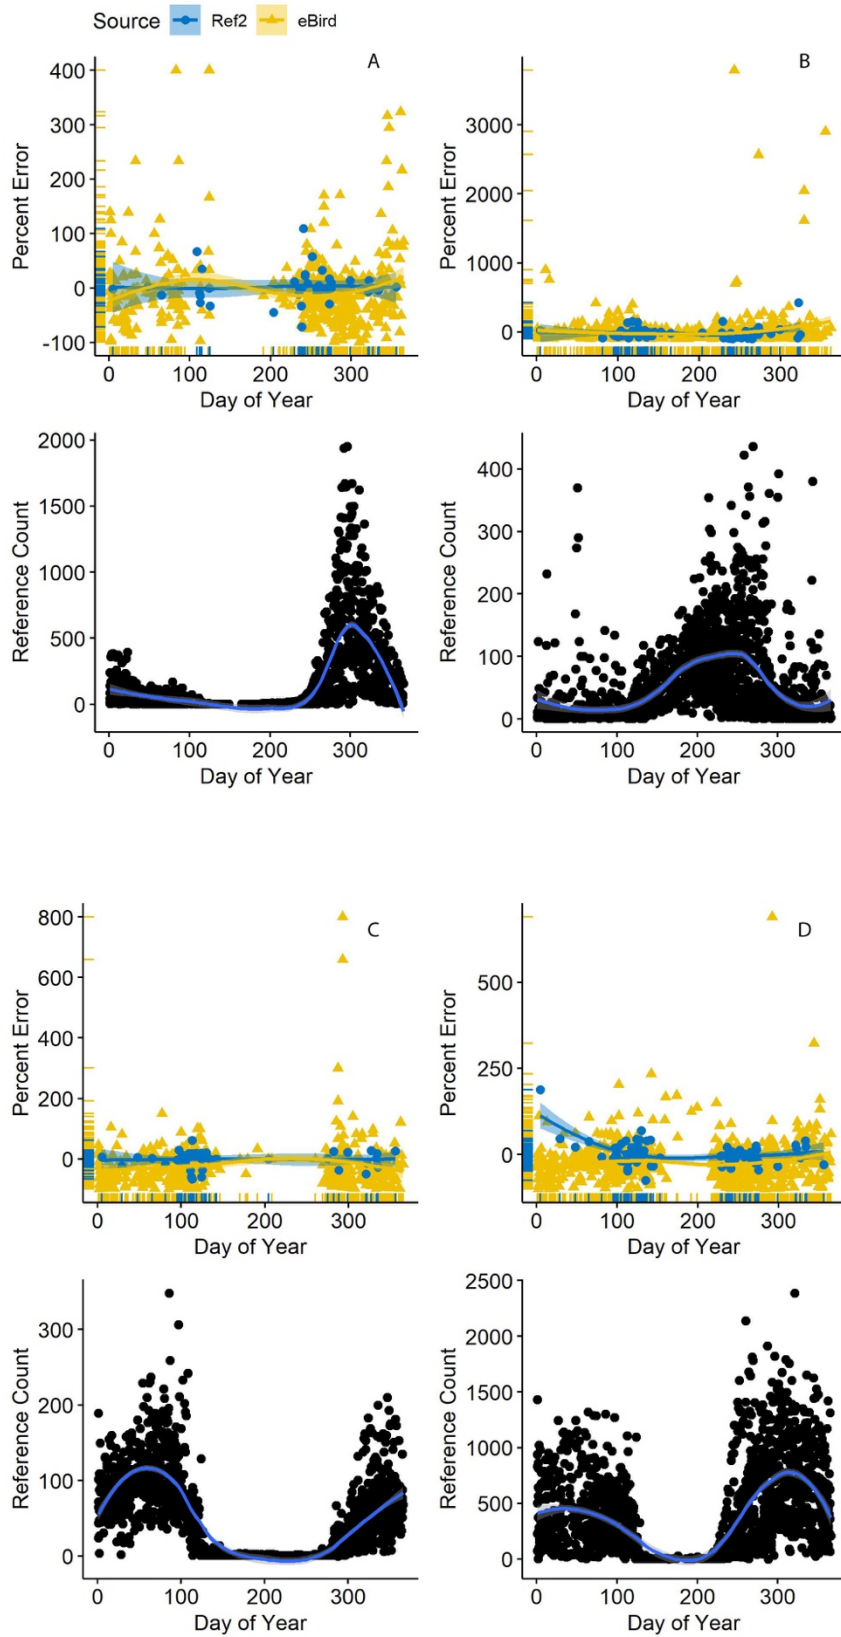 Source Ref2 eBird
A
Percent Error
400
300
200
100
0
-100
0 100 200 300
Day of Year
B
Percent Error
3000
2000
1000
0
0 100 200 300
Day of Year
Reference Count
2000
1500
1000
500
0
0 100 200 300
Day of Year
Reference Count
400
300
200
100
0
0 100 200 300
Day of Year
C
Percent Error
800
600
400
200
0
0 100 200 300
Day of Year
D
Percent Error
500
250
0
0 100 200 300
Day of Year
Reference Count
300
200
100
0
0 100 200 300
Day of Year
Reference Count
2500
2000
1500
1000
500
0
0 100 200 300
Day of Year